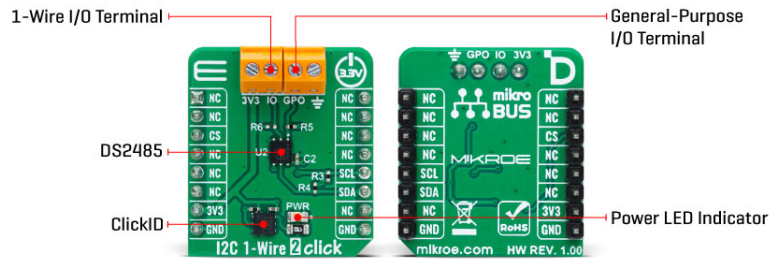 1-Wire I/O Terminal
General-Purpose
I/O Terminal
DS2485
ClickID
Power LED Indicator
3.3V
3V3 IO GPO
NC
NC
CS
NC
NC
NC
3V3
GND
NC
NC
NC
NC
SCL
SDA
NC
GND
R6
R5
U2
C2
R3
R4
PWR
I2C 1-Wire 2 click
GPO IO 3V3
mikro
BUS
MIKROE
NC
NC
NC
NC
SCL
SDA
NC
GND
NC
NC
CS
NC
NC
NC
3V3
GND
RoHS
mikroe.com HW REV. 1.00